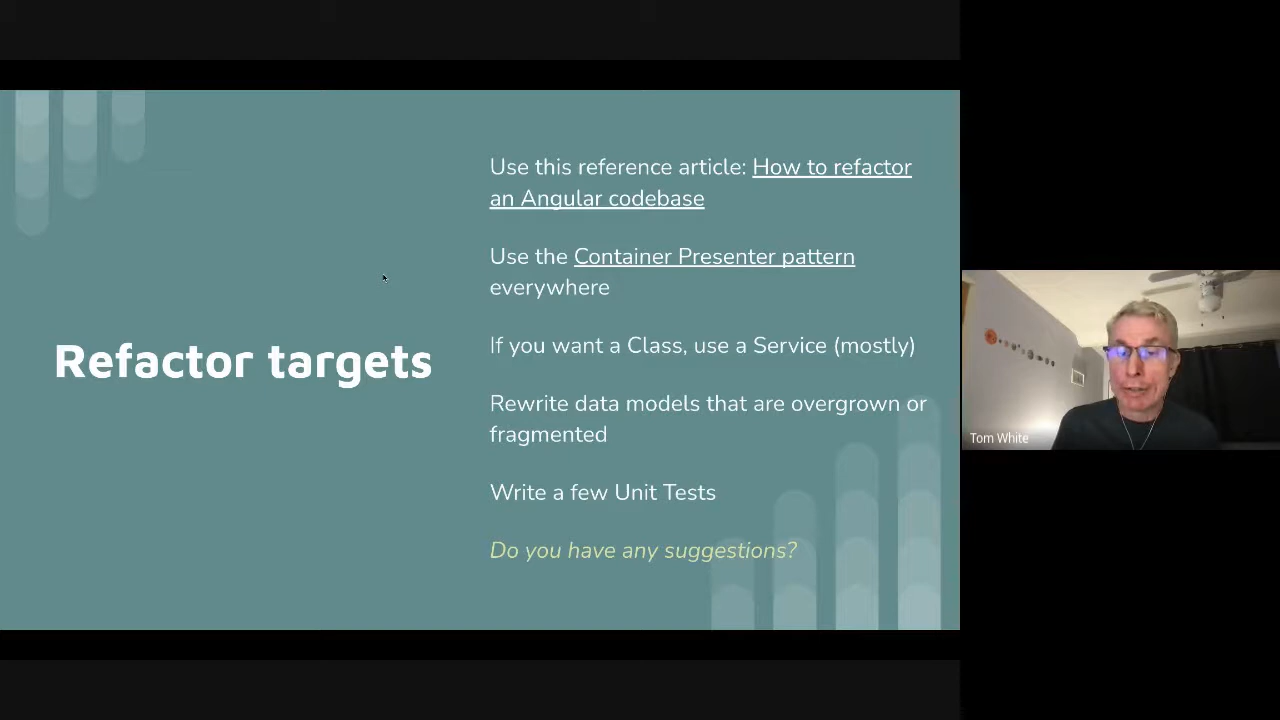 Refactor targets
Use this reference article: How to refactor
an Angular codebase
Use the Container Presenter pattern
everywhere
If you want a Class, use a Service (mostly)
Rewrite data models that are overgrown or
fragmented
Write a few Unit Tests
Do you have any suggestions?
Tom White